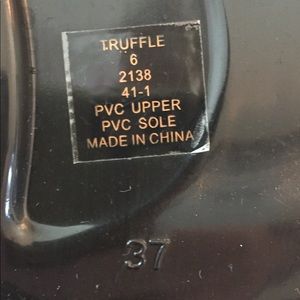 TRUFFLE
6
2138
41-1
PVC UPPER
PVC SOLE
MADE IN CHINA
37